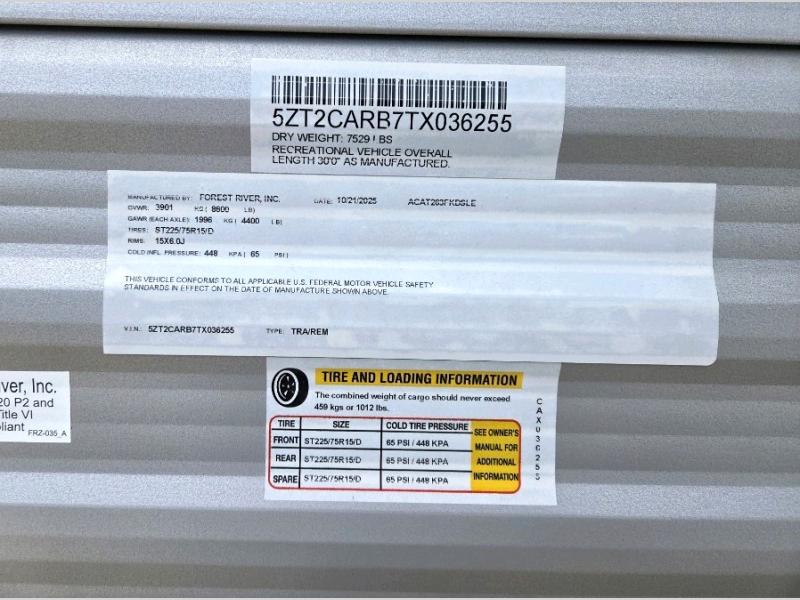 5ZT2CARB7TX036255
DRY WEIGHT: 7529 LBS
RECREATIONAL VEHICLE OVERALL
LENGTH 30'0" AS MANUFACTURED.
MANUFACTURED BY: FOREST RIVER, INC. DATE: 10/21/2025 ACAT263FKDSLE
GVWR: 3901 KG ( 8600 LB)
GAWR (EACH AXLE): 1996 KG ( 4400 LB)
TIRES: ST225/75R15/D
RIMS: 15X6.0J
COLD INFL. PRESSURE: 448 KPA ( 65 PSI)
THIS VEHICLE CONFORMS TO ALL APPLICABLE U.S. FEDERAL MOTOR VEHICLE SAFETY
STANDARDS IN EFFECT ON THE DATE OF MANUFACTURE SHOWN ABOVE.
V.I.N.: 5ZT2CARB7TX036255 TYPE: TRA/REM
TIRE AND LOADING INFORMATION
The combined weight of cargo should never exceed
459 kgs or 1012 lbs.
TIRE SIZE COLD TIRE PRESSURE
FRONT ST225/75R15/D 65 PSI / 448 KPA
REAR ST225/75R15/D 65 PSI / 448 KPA
SPARE ST225/75R15/D 65 PSI / 448 KPA
SEE OWNER'S
MANUAL FOR
ADDITIONAL
INFORMATION
CAX036255
ver, Inc.
20 P2 and
Title VI
pliant FRZ-035_A